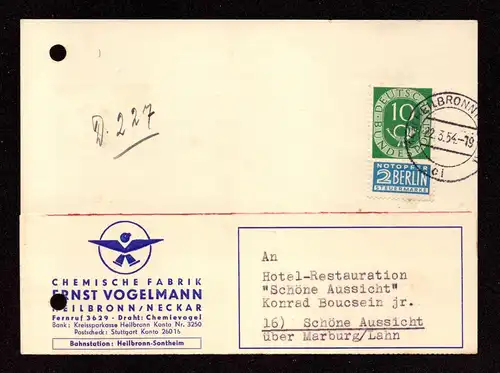 D. 227
DEUTSCHE BUNDESPOST
10
NOTOPFER
2 BERLIN
STEUERMARKE
HEILBRONN
22.3.54.-19
CHEMISCHE FABRIK
ERNST VOGELMANN
HEILBRONN/NECKAR
Fernruf 3629 - Draht: Chemievogel
Bank: Kreissparkasse Heilbronn Konto Nr. 3250
Postscheck: Stuttgart Konto 26016
Bahnstation: Heilbronn-Sontheim
An
Hotel-Restauration
"Schöne Aussicht"
Konrad Boucsein jr.
16) Schöne Aussicht
über Marburg/Lahn